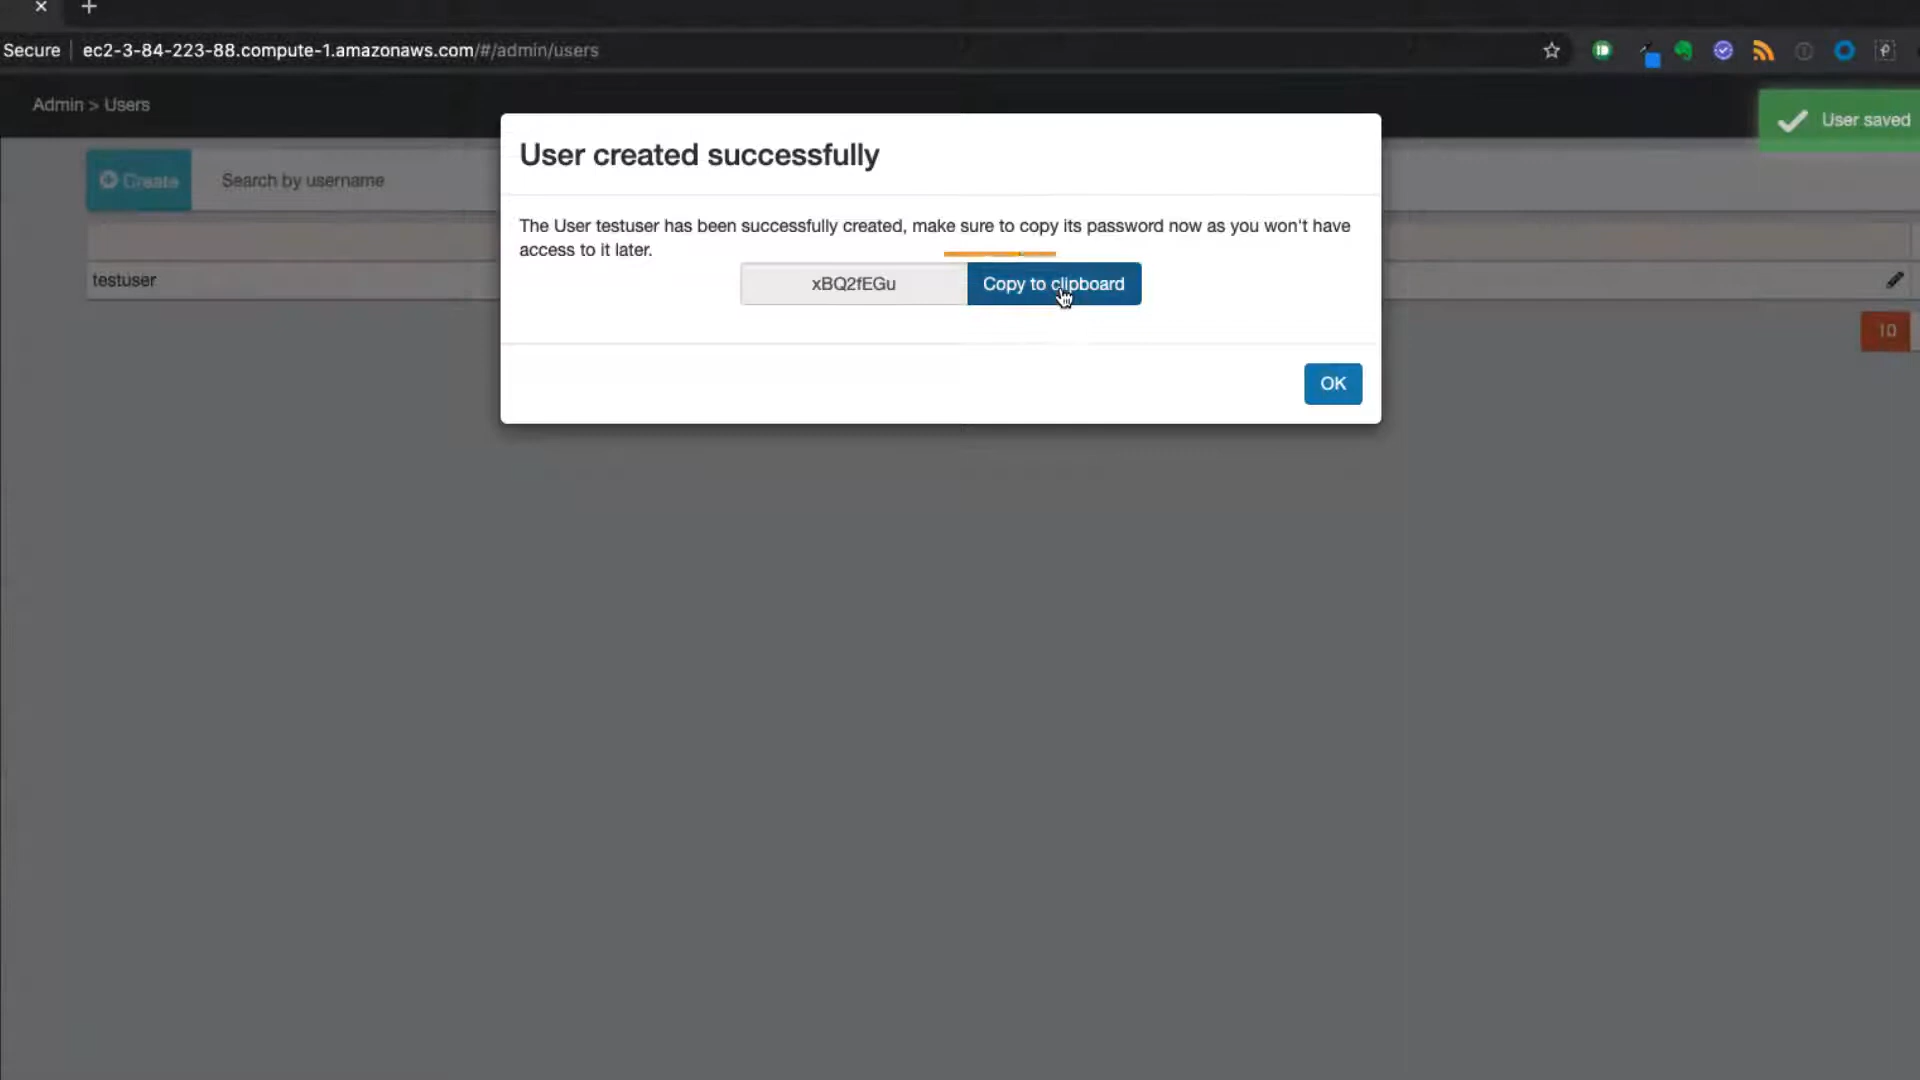 Secure | ec2-3-84-223-88.compute-1.amazonaws.com/#/admin/users
Admin > Users
User saved
User created successfully
Create
Search by username
The User testuser has been successfully created, make sure to copy its password now as you won't have
access to it later.
testuser
xBQ2fEGu
Copy to clipboard
10
OK